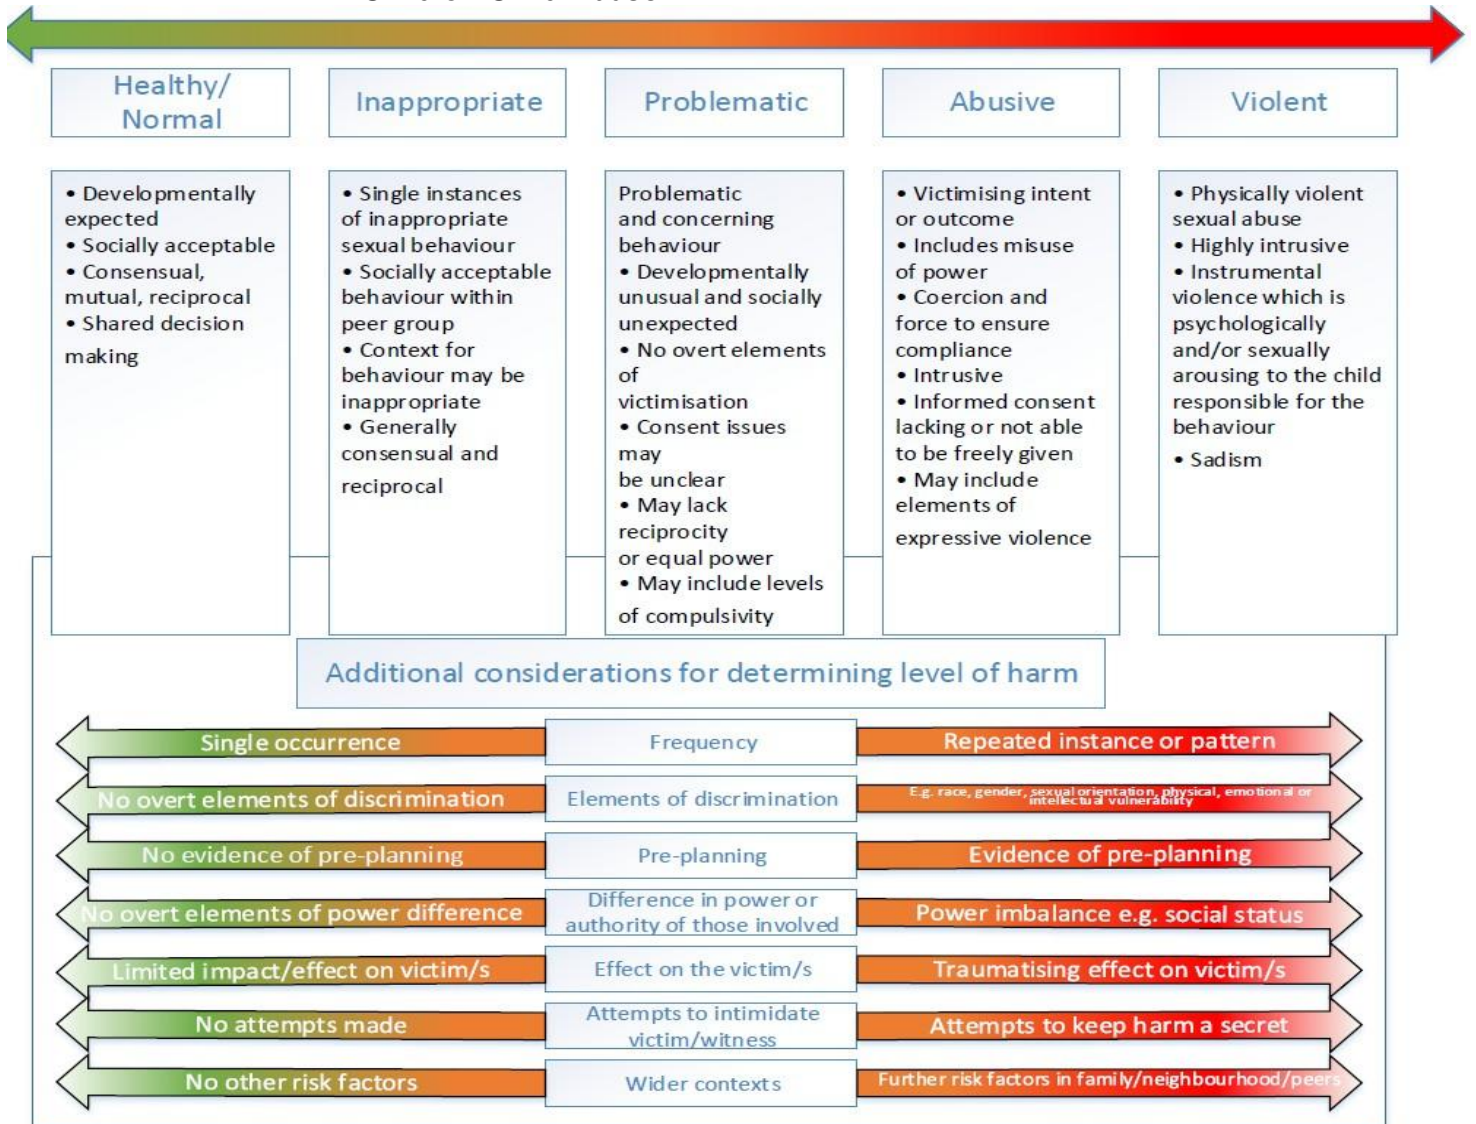 Healthy/
Normal
Inappropriate
Problematic
Abusive
Violent
• Developmentally
expected
• Socially acceptable
• Consensual,
mutual, reciprocal
• Shared decision
making
• Single instances
of inappropriate
sexual behaviour
• Socially acceptable
behaviour within
peer group
• Context for
behaviour may be
inappropriate
• Generally
consensual and
reciprocal
Problematic
and concerning
behaviour
• Developmentally
unusual and socially
unexpected
• No overt elements
of
victimisation
• Consent issues
may
be unclear
• May lack
reciprocity
or equal power
• May include levels
of compulsivity
• Victimising intent
or outcome
• Includes misuse
of power
• Coercion and
force to ensure
compliance
• Intrusive
• Informed consent
lacking or not able
to be freely given
• May include
elements of
expressive violence
• Physically violent
sexual abuse
• Highly intrusive
• Instrumental
violence which is
psychologically
and/or sexually
arousing to the child
responsible for the
behaviour
• Sadism
Additional considerations for determining level of harm
Single occurrence
Frequency
Repeated instance or pattern
No overt elements of discrimination
Elements of discrimination
E.g. race, gender, sexual orientation, physical, emotional or
intellectual vulnerability
No evidence of pre-planning
Pre-planning
Evidence of pre-planning
No overt elements of power difference
Difference in power or
authority of those involved
Power imbalance e.g. social status
Limited impact/effect on victim/s
Effect on the victim/s
Traumatising effect on victim/s
No attempts made
Attempts to intimidate
victim/witness
Attempts to keep harm a secret
No other risk factors
Wider contexts
Further risk factors in family/neighbourhood/peers